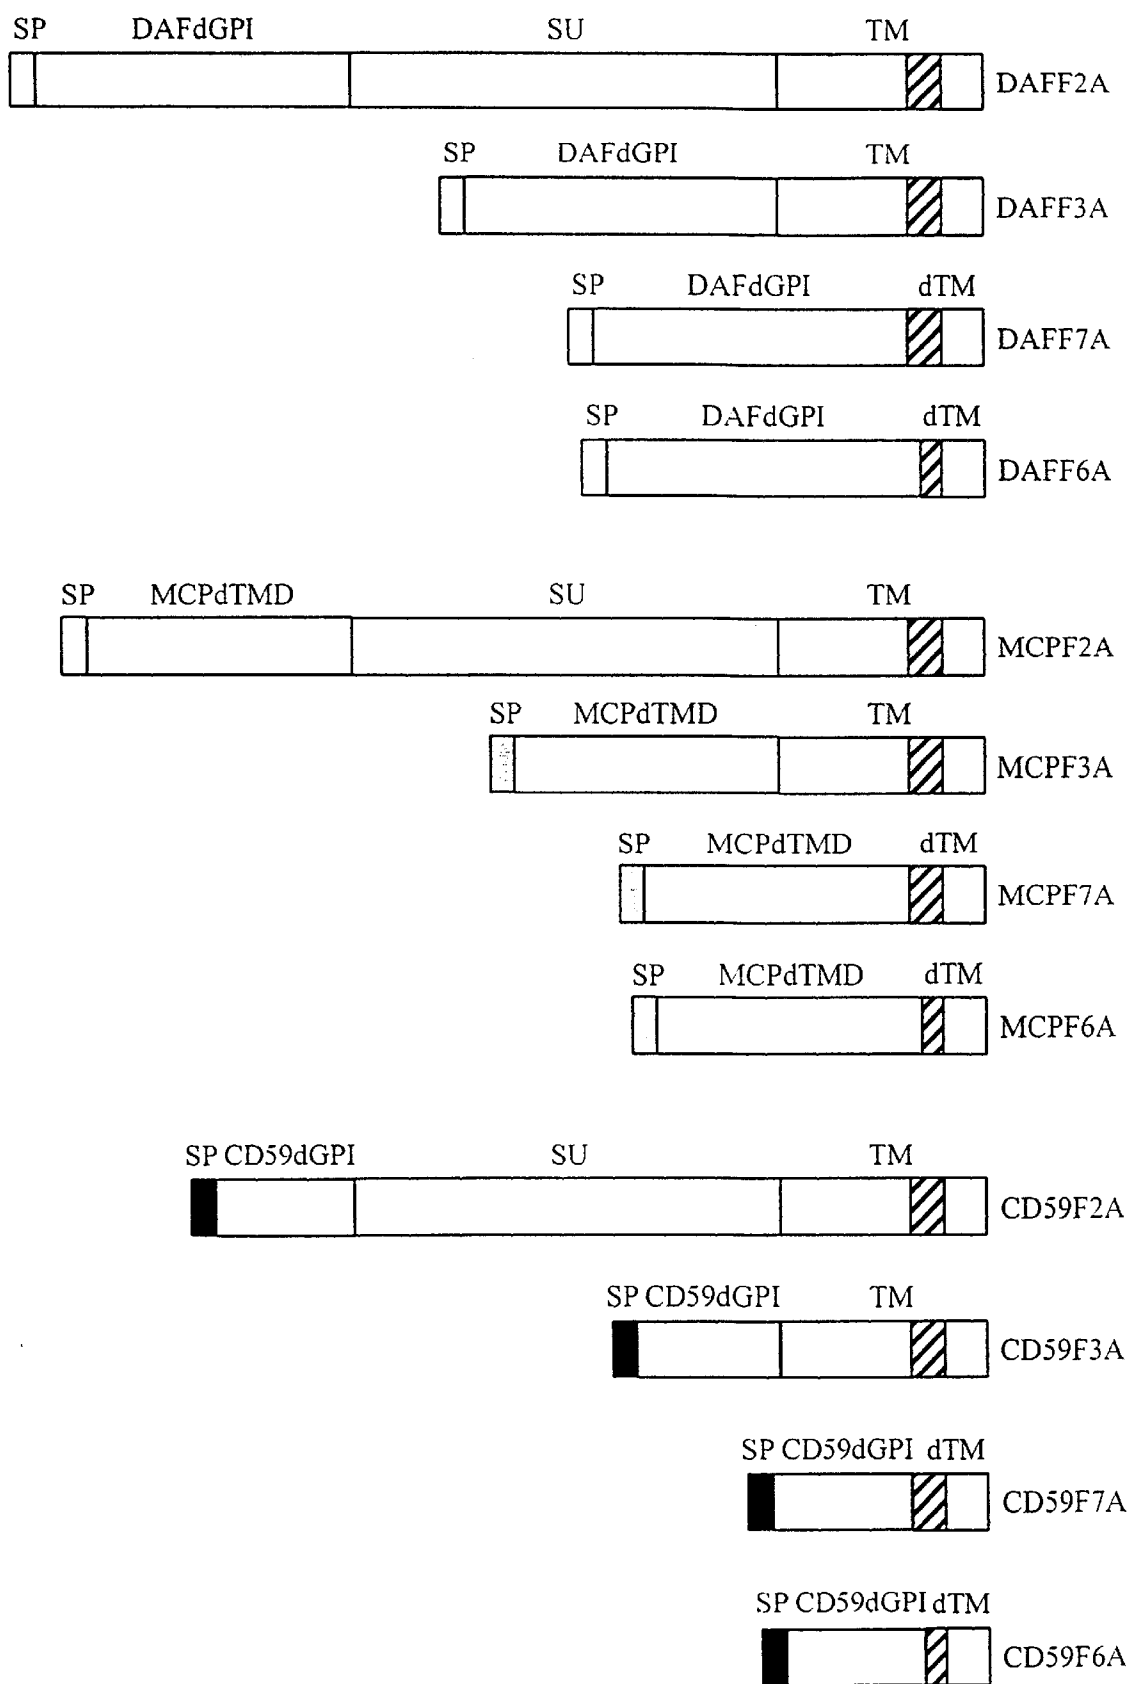 SP DAFdGPI SU TM
DAFF2A
SP DAFdGPI TM
DAFF3A
SP DAFdGPI dTM
DAFF7A
SP DAFdGPI dTM
DAFF6A
SP MCPdTMD SU TM
MCPF2A
SP MCPdTMD TM
MCPF3A
SP MCPdTMD dTM
MCPF7A
SP MCPdTMD dTM
MCPF6A
SP CD59dGPI SU TM
CD59F2A
SP CD59dGPI TM
CD59F3A
SP CD59dGPI dTM
CD59F7A
SP CD59dGPI dTM
CD59F6A